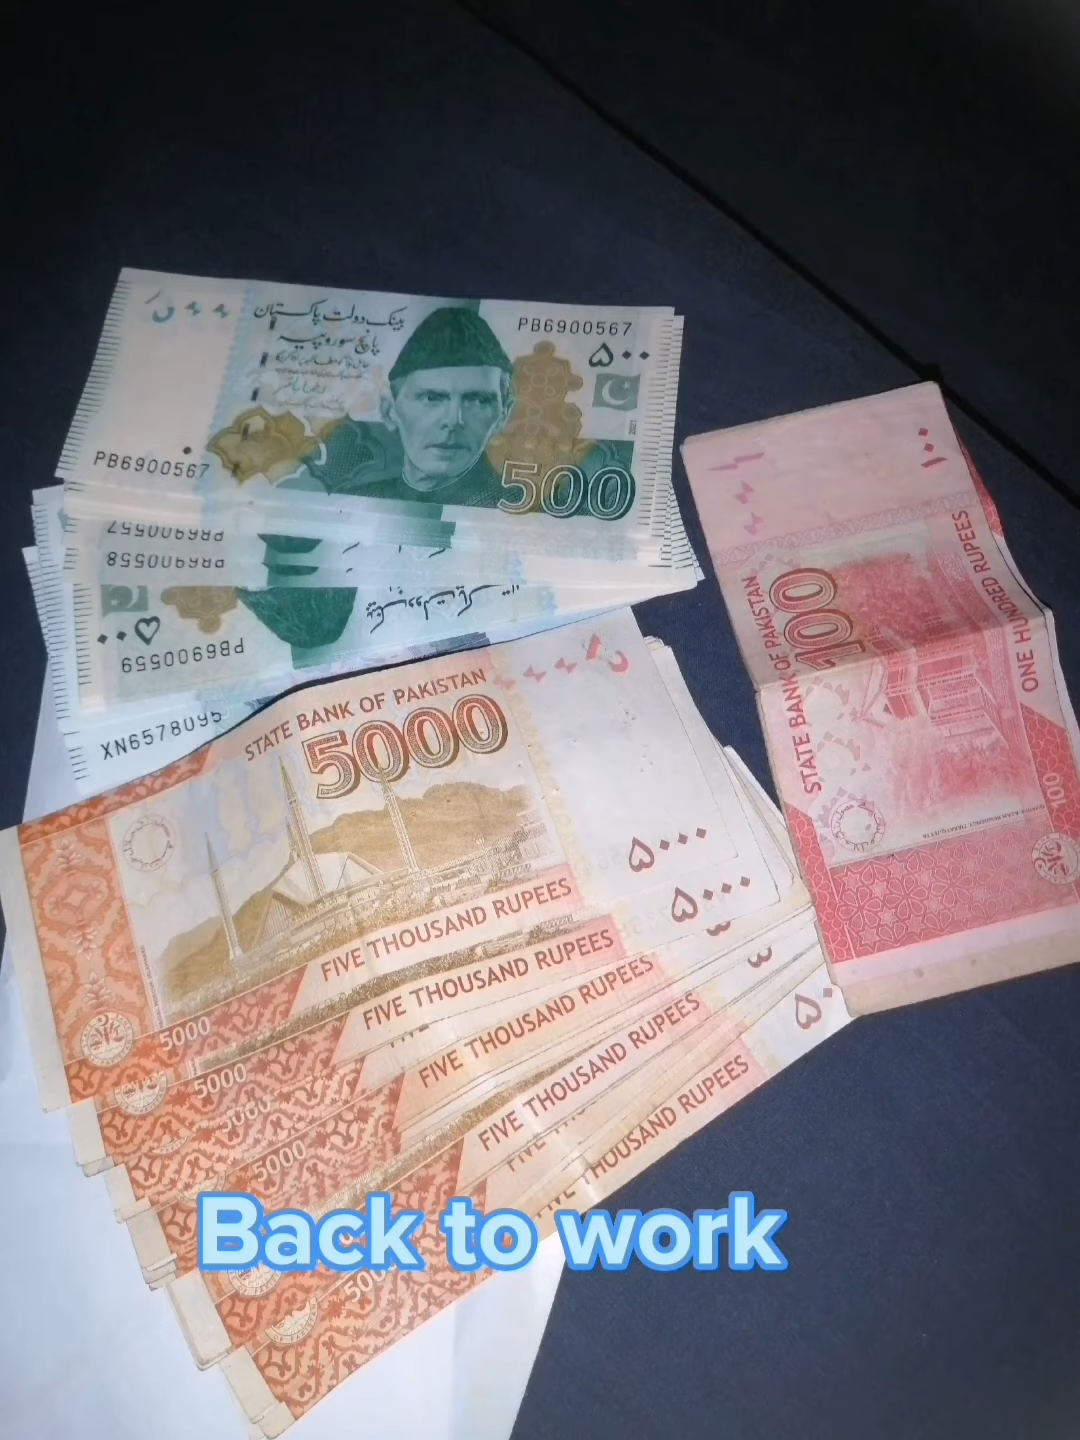 بینک دولت پاکستان
پانچ سو روپیہ
PB6900567
۵۰۰
PB6900567
500
PB6900557
PB6900558
۵۰۰
PB6900559
XN6578095
STATE BANK OF PAKISTAN
5000
۵۰۰۰
۵۰۰۰
FIVE THOUSAND RUPEES
5000
FIVE THOUSAND RUPEES
5000
FIVE THOUSAND RUPEES
5000
FIVE THOUSAND RUPEES
5000
THOUSAND RUPEES
۱۰۰
STATE BANK OF PAKISTAN
100
ONE HUNDRED RUPEES
100
Back to work